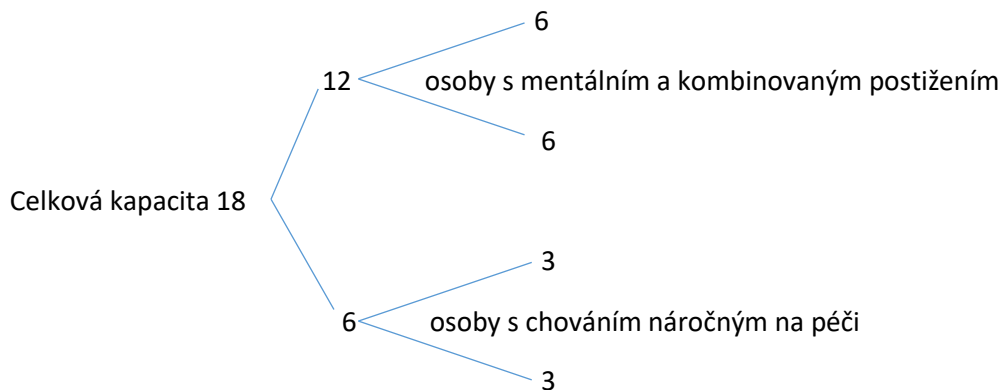 6
12 osoby s mentálním a kombinovaným postižením
6
Celková kapacita 18
3
6 osoby s chováním náročným na péči
3